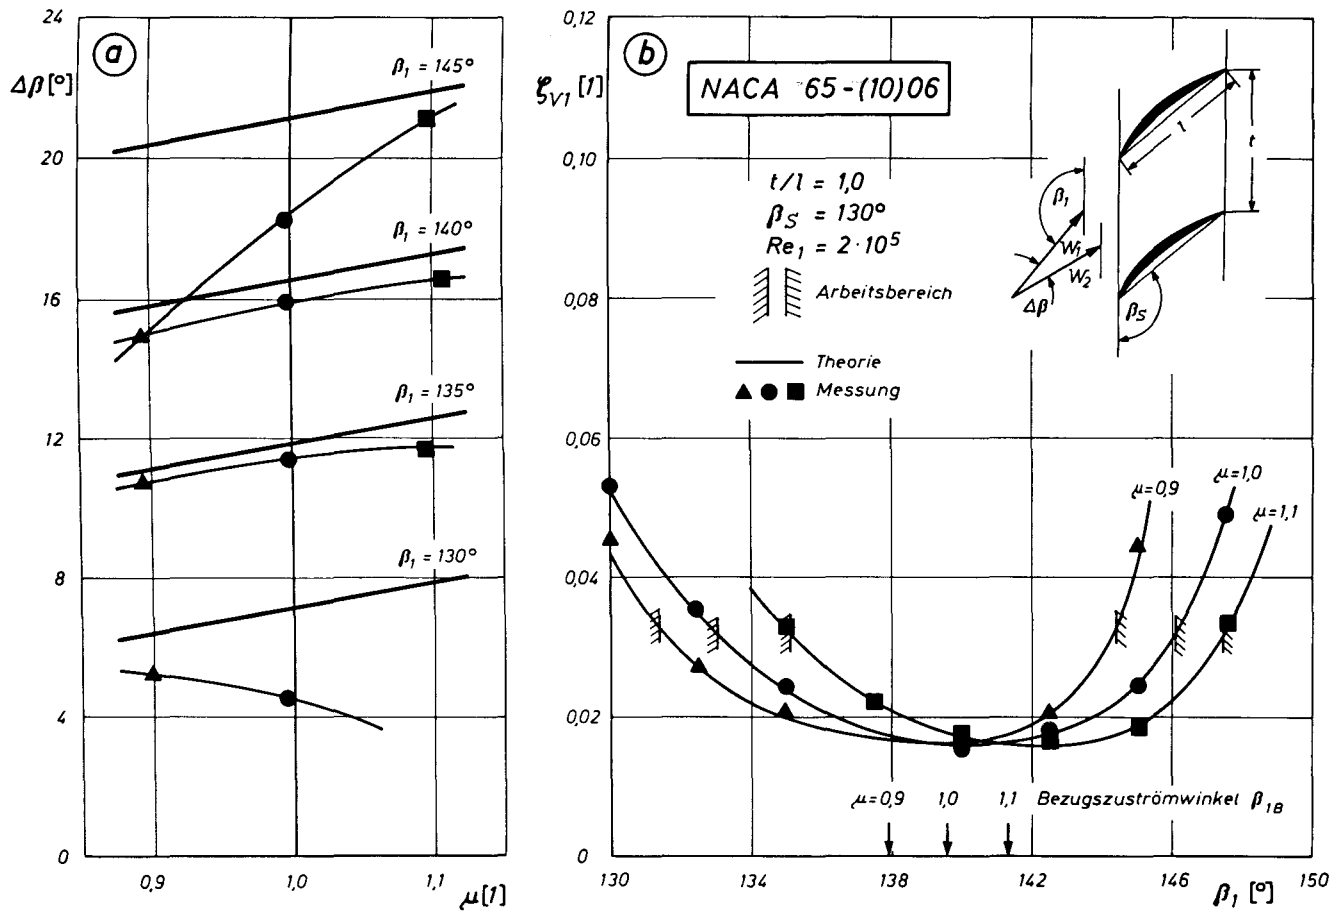 a
Δβ [°]
24
20
16
12
8
4
0
β₁ = 145°
β₁ = 140°
β₁ = 135°
β₁ = 130°
0,9
1,0
1,1
μ [1]
b
ζV1 [1]
0,12
0,10
0,08
0,06
0,04
0,02
0
NACA 65-(10)06
t/l = 1,0
βS = 130°
Re₁ = 2·10⁵
Arbeitsbereich
Theorie
Messung
β₁
W₁
W₂
Δβ
l
t
βS
μ=0,9
μ=1,0
μ=1,1
μ=0,9 1,0 1,1 Bezugszuströmwinkel β1B
130
134
138
142
146
150
β₁ [°]